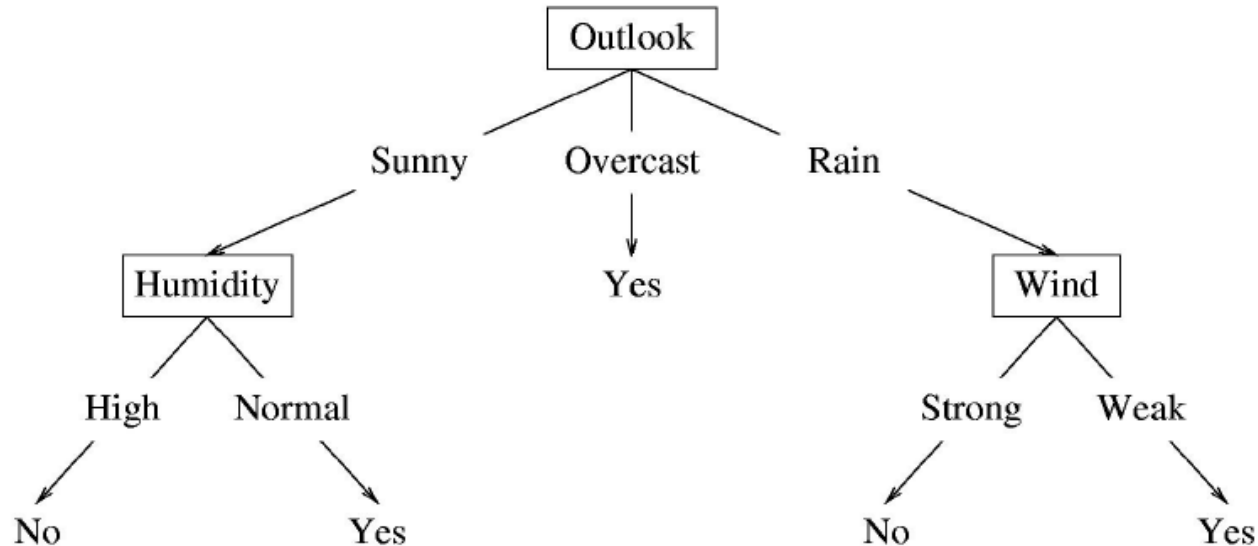 Outlook
Sunny Overcast Rain
Humidity Yes Wind
High Normal Strong Weak
No Yes No Yes